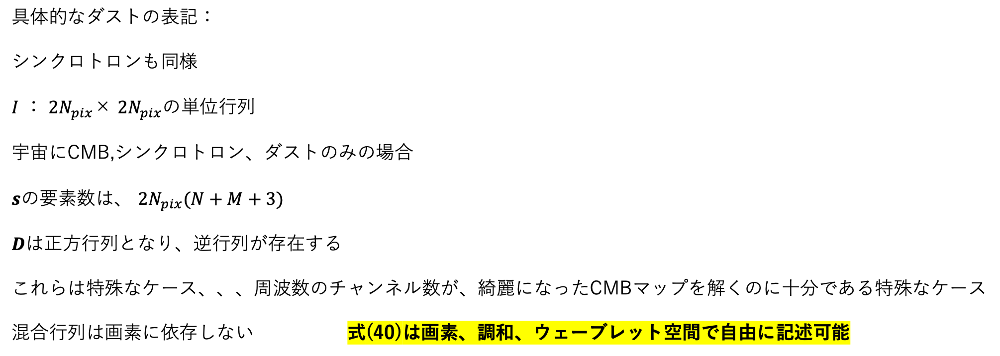 具体的なダストの表記：
シンクロトロンも同様
I ： 2N_{pix} × 2N_{pix}の単位行列
宇宙にCMB,シンクロトロン、ダストのみの場合
sの要素数は、 2N_{pix}(N + M + 3)
Dは正方行列となり、逆行列が存在する
これらは特殊なケース、、、周波数のチャンネル数が、綺麗になったCMBマップを解くのに十分である特殊なケース
混合行列は画素に依存しない 式(40)は画素、調和、ウェーブレット空間で自由に記述可能